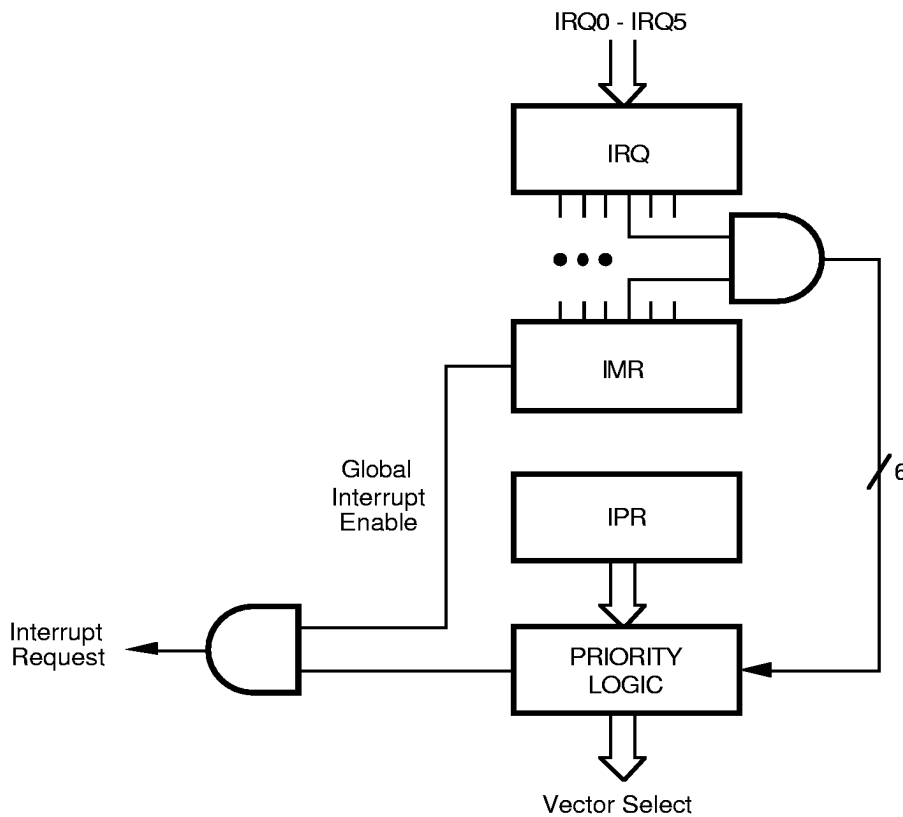 IRQ0 - IRQ5
IRQ
IMR
Global
Interrupt
Enable
6
IPR
Interrupt
Request
PRIORITY
LOGIC
Vector Select